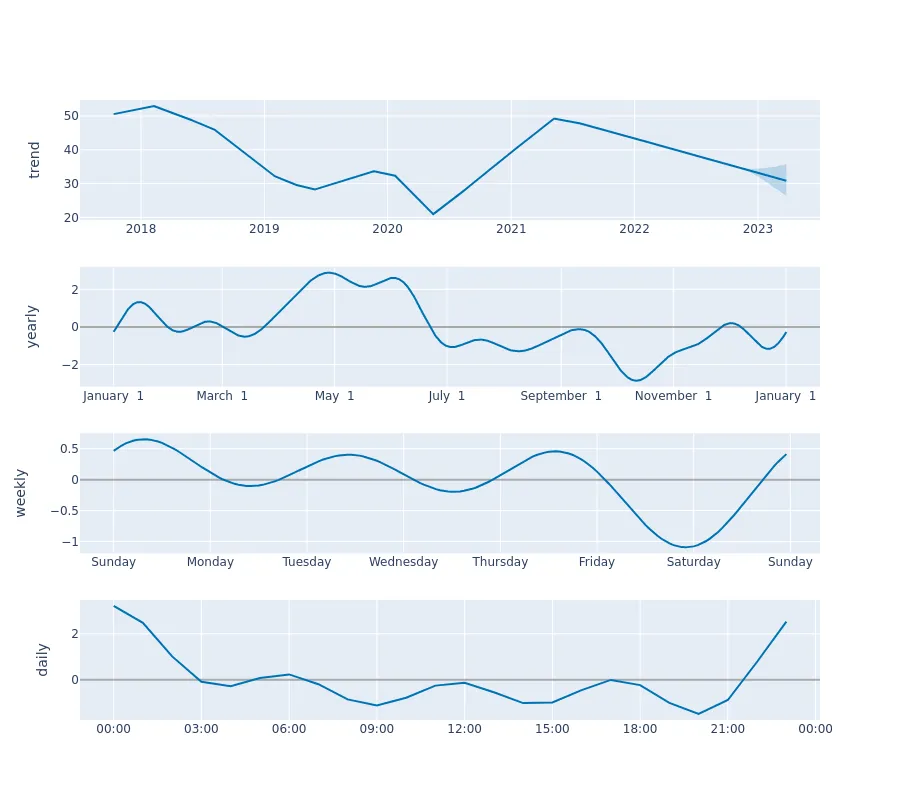 trend
50
40
30
20
2018 2019 2020 2021 2022 2023
yearly
2
0
−2
January 1 March 1 May 1 July 1 September 1 November 1 January 1
weekly
0.5
0
−0.5
−1
Sunday Monday Tuesday Wednesday Thursday Friday Saturday Sunday
daily
2
0
00:00 03:00 06:00 09:00 12:00 15:00 18:00 21:00 00:00